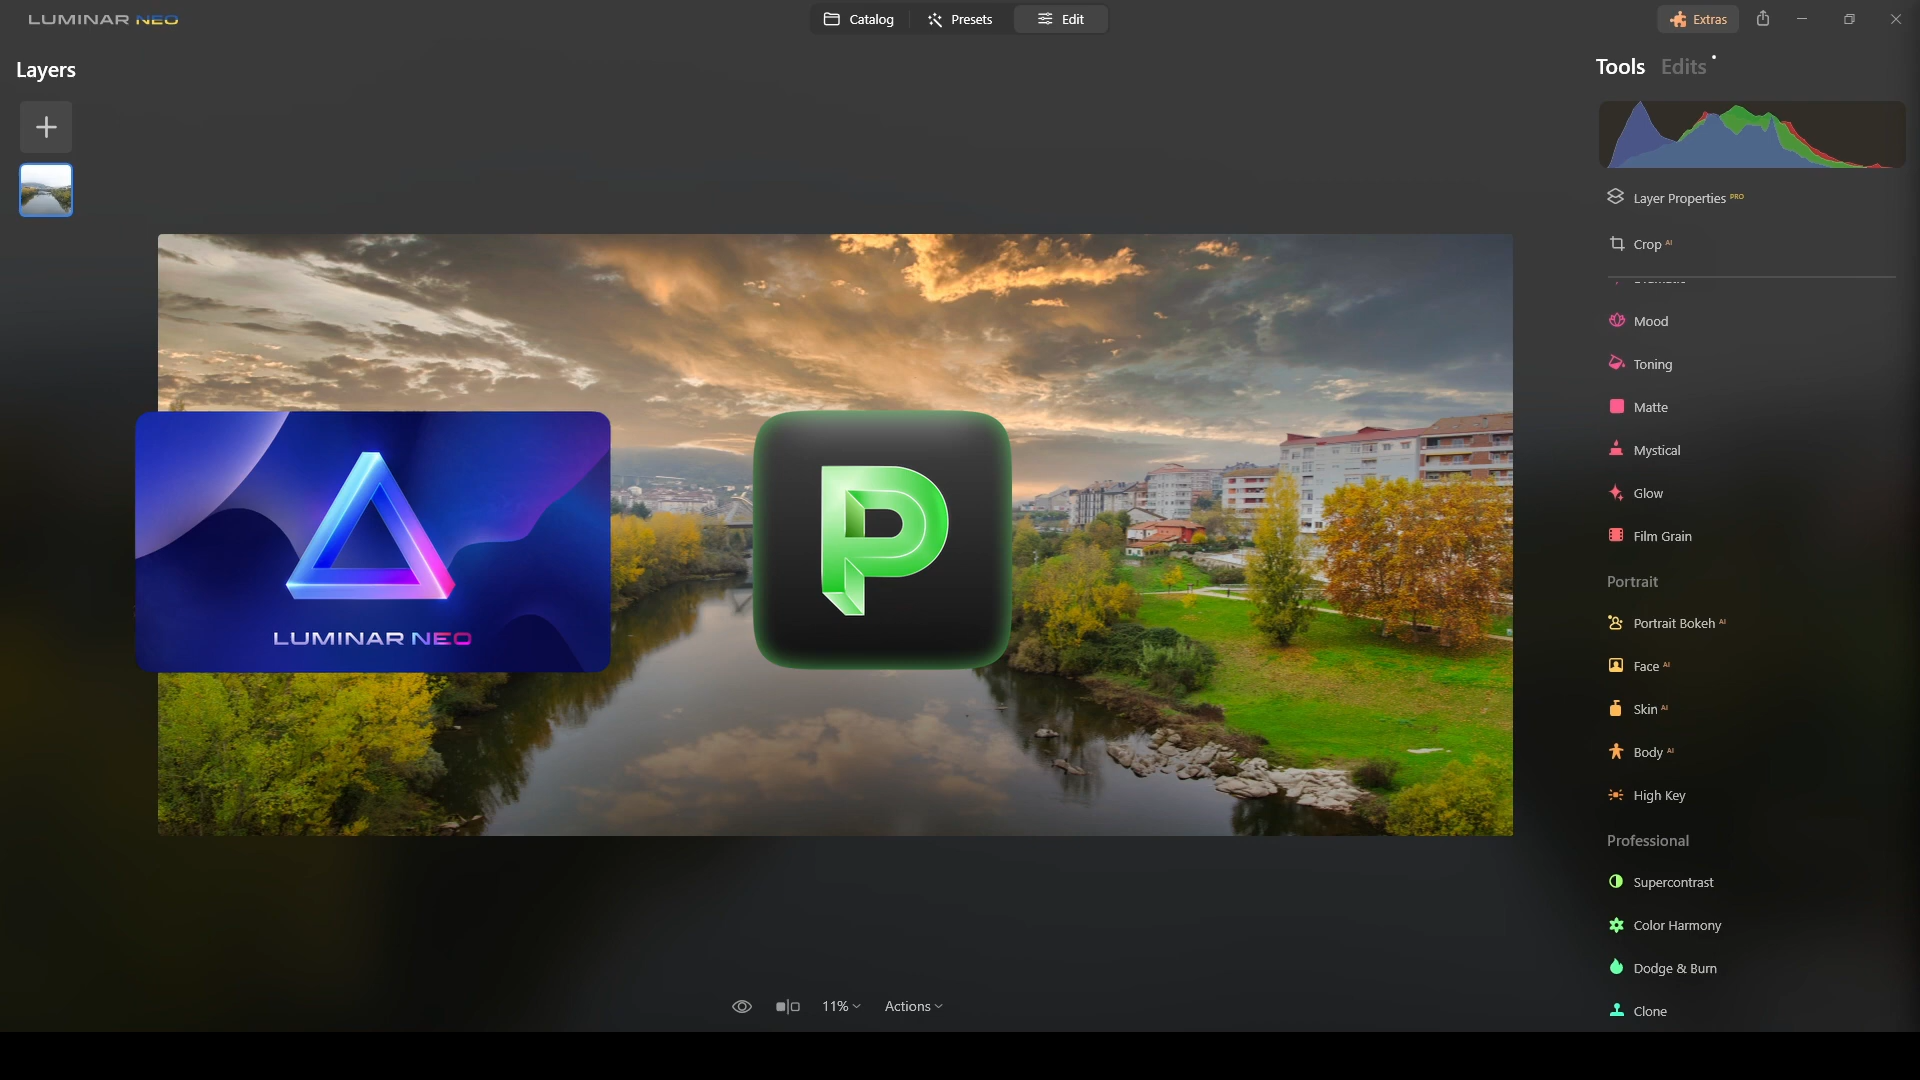 LUMINAR NEO
Catalog
Presets
Edit
Extras
Layers
Tools
Edits
Layer Properties PRO
Crop AI
Mood
Toning
Matte
Mystical
Glow
Film Grain
Portrait
Portrait Bokeh AI
Face AI
Skin AI
Body AI
High Key
Professional
Supercontrast
Color Harmony
Dodge & Burn
Clone
LUMINAR NEO
P
11%
Actions